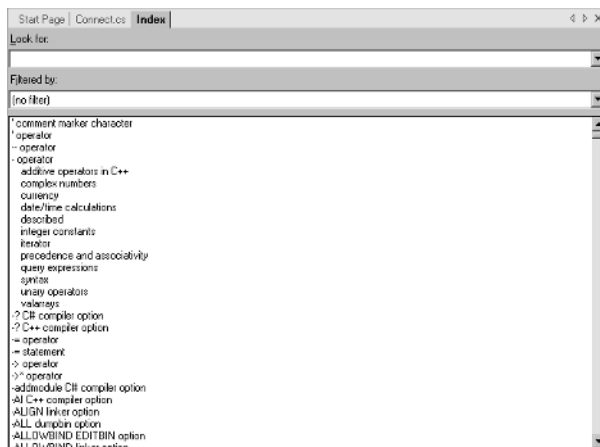 Start Page Connect.cs Index
Look for:
Filtered by:
(no filter)
' comment marker character
' operator
-- operator
- operator
additive operators in C++
complex numbers
currency
date/time calculations
described
integer constants
iterator
precedence and associativity
query expressions
syntax
unary operators
valarrays
-? C# compiler option
-? C++ compiler option
-= operator
-= statement
-> operator
->* operator
-addmodule C# compiler option
-AI C++ compiler option
-ALIGN linker option
-ALL dumpbin option
-ALLOWBIND EDITBIN option
-ALLOWBIND linker option